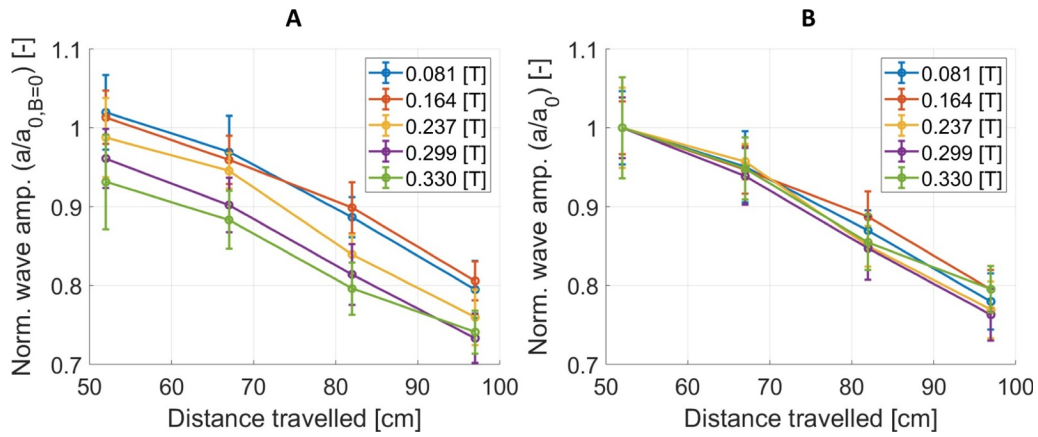 A
Norm. wave amp. (a/a0,B=0) [-]
1.1
1
0.9
0.8
0.7
0.081 [T]
0.164 [T]
0.237 [T]
0.299 [T]
0.330 [T]
50 60 70 80 90 100
Distance travelled [cm]
B
Norm. wave amp. (a/a0) [-]
1.1
1
0.9
0.8
0.7
0.081 [T]
0.164 [T]
0.237 [T]
0.299 [T]
0.330 [T]
50 60 70 80 90 100
Distance travelled [cm]